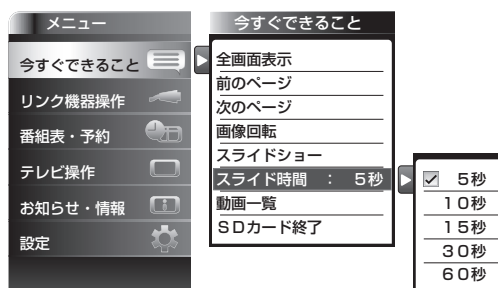 メニュー
今すぐできること
リンク機器操作
番組表・予約
テレビ操作
お知らせ・情報
設定
今すぐできること
全画面表示
前のページ
次のページ
画像回転
スライドショー
スライド時間 : 5秒
動画一覧
SDカード終了
5秒
10秒
15秒
30秒
60秒